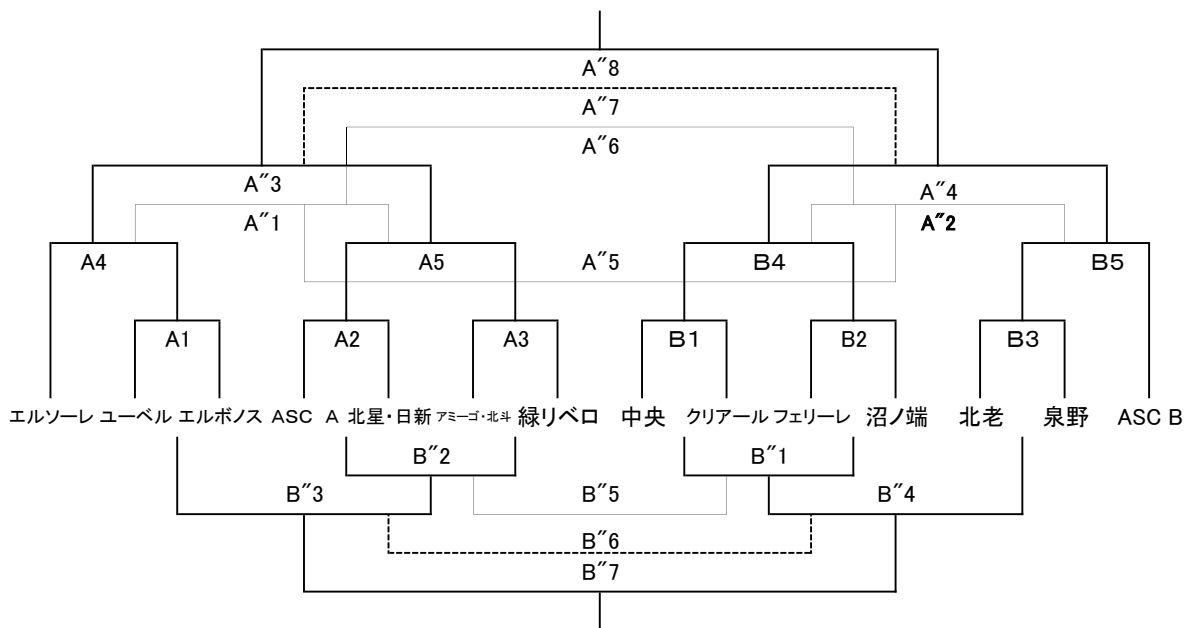 A″8
A″7
A″6
A″3
A″4
A″1
A″2
A4
A5
A″5
B4
B5
A1
A2
A3
B1
B2
B3
エルソーレ ユーベル エルボノス ASC A 北星・日新 アミーゴ・北斗 緑リベロ 中央 クリアール フェリーレ 沼ノ端 北老 泉野 ASC B
B″2
B″1
B″3
B″5
B″4
B″6
B″7